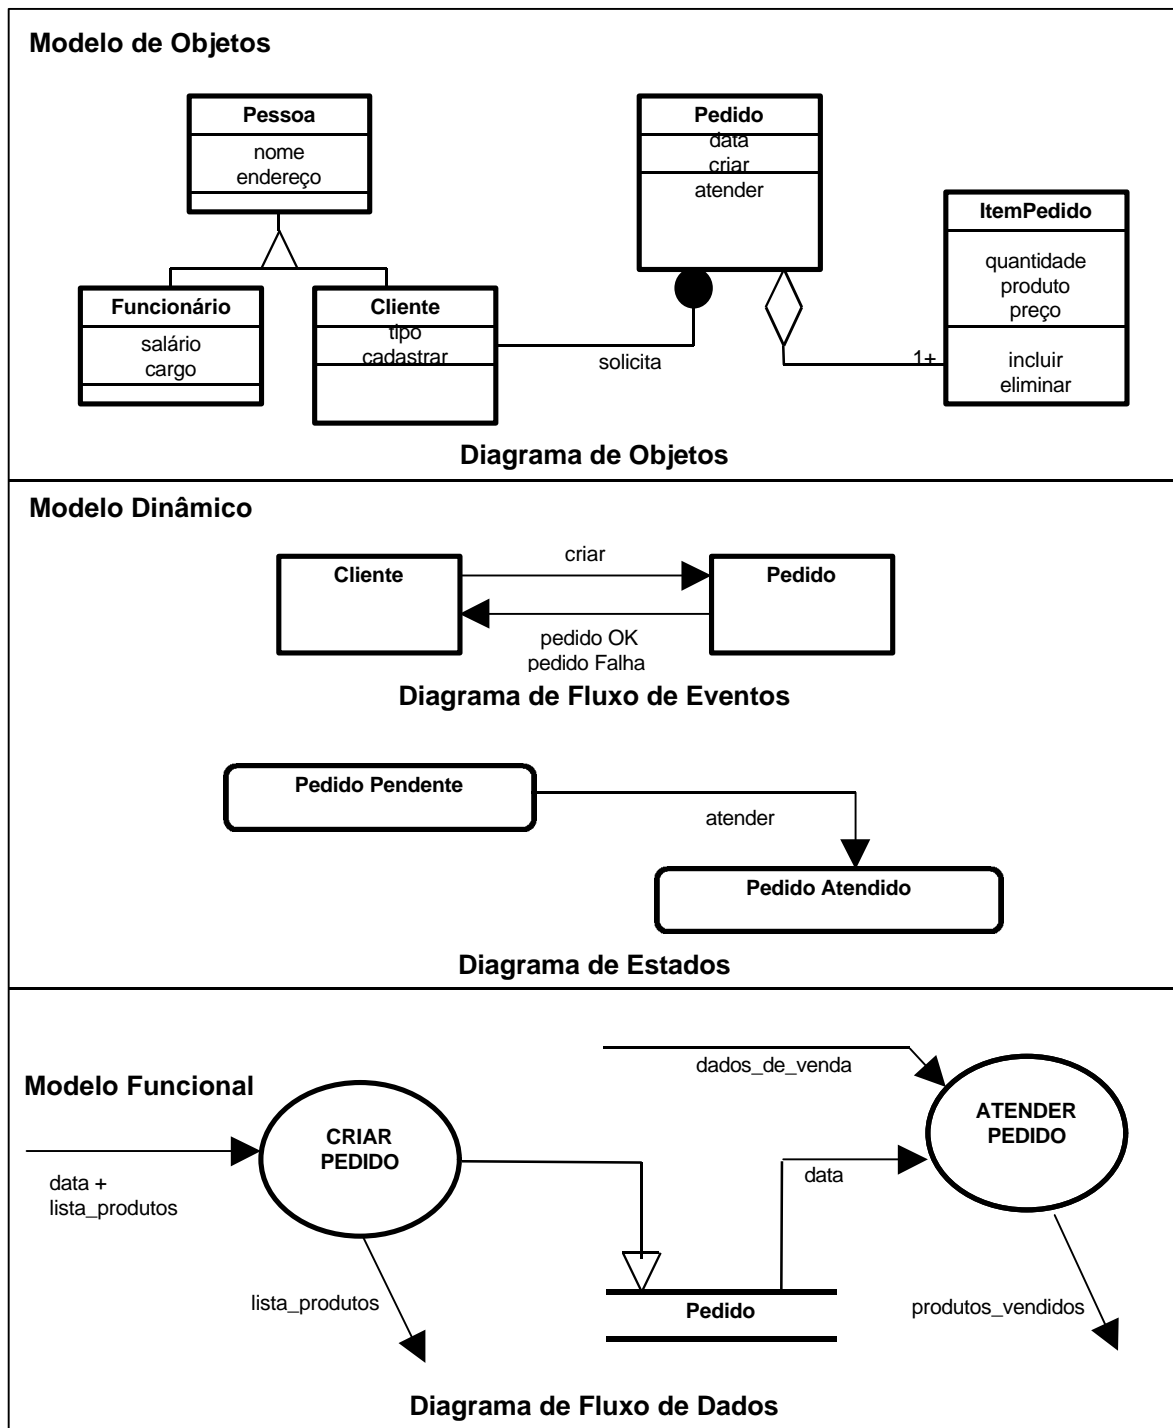 Modelo de Objetos
Pessoa
nome
endereço
Pedido
data
criar
atender
ItemPedido
quantidade
produto
preço
incluir
eliminar
Funcionário
salário
cargo
Cliente
tipo
cadastrar
solicita
1+
Diagrama de Objetos
Modelo Dinâmico
Cliente
criar
Pedido
pedido OK
pedido Falha
Diagrama de Fluxo de Eventos
Pedido Pendente
atender
Pedido Atendido
Diagrama de Estados
Modelo Funcional
dados_de_venda
ATENDER
PEDIDO
CRIAR
PEDIDO
data +
lista_produtos
data
lista_produtos
Pedido
produtos_vendidos
Diagrama de Fluxo de Dados